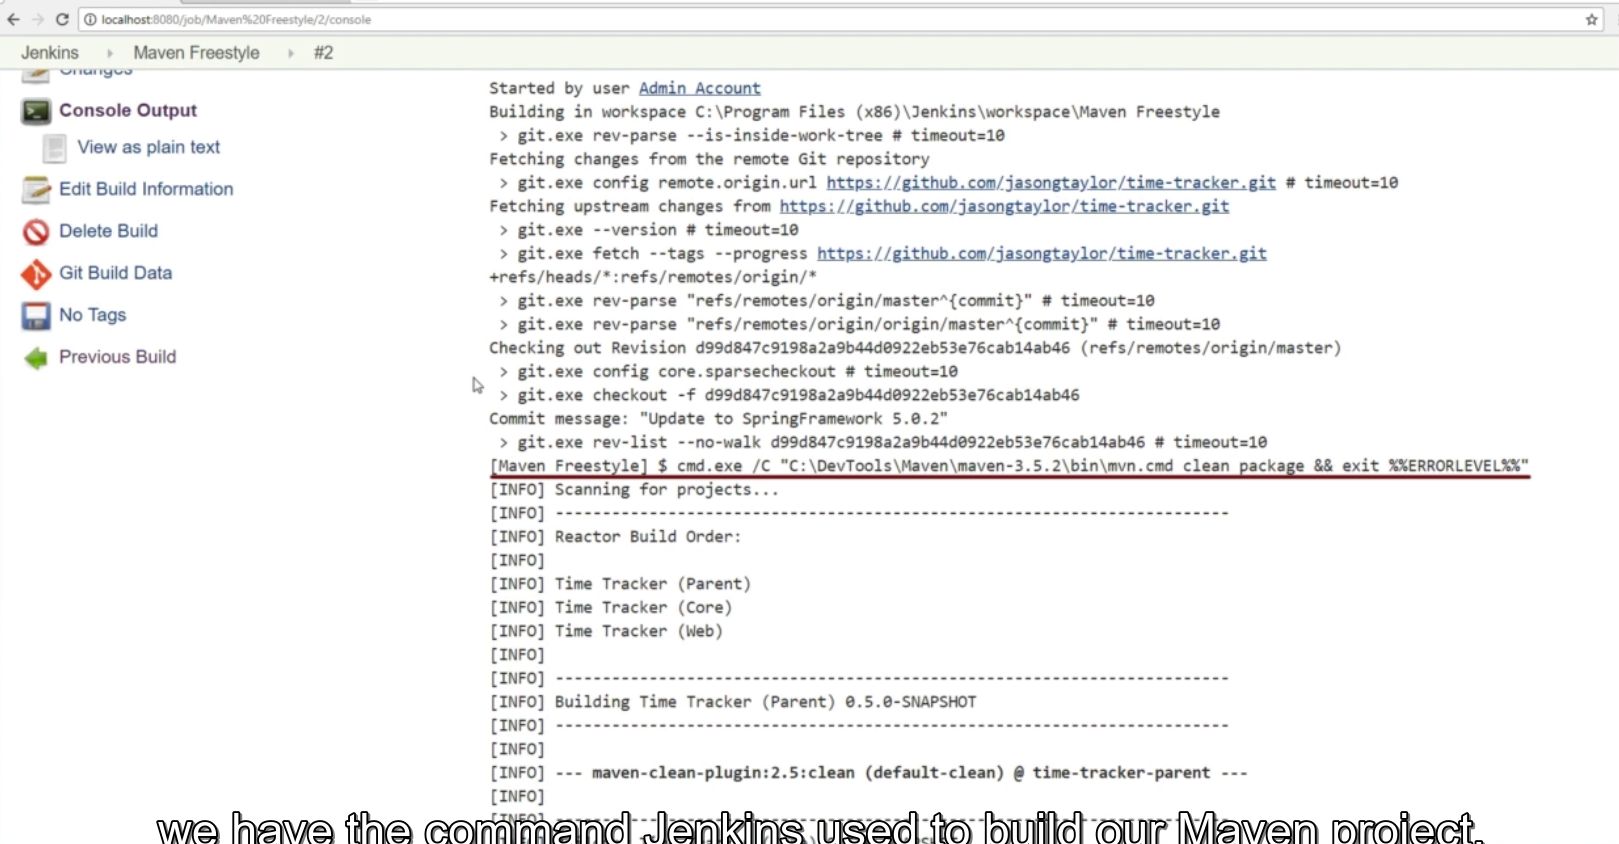 localhost:8080/job/Maven%20Freestyle/2/console
Jenkins Maven Freestyle #2
Changes
Console Output
View as plain text
Edit Build Information
Delete Build
Git Build Data
No Tags
Previous Build
Started by user Admin Account
Building in workspace C:\Program Files (x86)\Jenkins\workspace\Maven Freestyle
> git.exe rev-parse --is-inside-work-tree # timeout=10
Fetching changes from the remote Git repository
> git.exe config remote.origin.url https://github.com/jasongtaylor/time-tracker.git # timeout=10
Fetching upstream changes from https://github.com/jasongtaylor/time-tracker.git
> git.exe --version # timeout=10
> git.exe fetch --tags --progress https://github.com/jasongtaylor/time-tracker.git
+refs/heads/*:refs/remotes/origin/*
> git.exe rev-parse "refs/remotes/origin/master^{commit}" # timeout=10
> git.exe rev-parse "refs/remotes/origin/origin/master^{commit}" # timeout=10
Checking out Revision d99d847c9198a2a9b44d0922eb53e76cab14ab46 (refs/remotes/origin/master)
> git.exe config core.sparsecheckout # timeout=10
> git.exe checkout -f d99d847c9198a2a9b44d0922eb53e76cab14ab46
Commit message: "Update to SpringFramework 5.0.2"
> git.exe rev-list --no-walk d99d847c9198a2a9b44d0922eb53e76cab14ab46 # timeout=10
[Maven Freestyle] $ cmd.exe /C "C:\DevTools\Maven\maven-3.5.2\bin\mvn.cmd clean package && exit %%ERRORLEVEL%%"
[INFO] Scanning for projects...
[INFO] ------------------------------------------------------------------------
[INFO] Reactor Build Order:
[INFO]
[INFO] Time Tracker (Parent)
[INFO] Time Tracker (Core)
[INFO] Time Tracker (Web)
[INFO]
[INFO] ------------------------------------------------------------------------
[INFO] Building Time Tracker (Parent) 0.5.0-SNAPSHOT
[INFO] ------------------------------------------------------------------------
[INFO]
[INFO] --- maven-clean-plugin:2.5:clean (default-clean) @ time-tracker-parent ---
[INFO]
we have the command Jenkins used to build our Maven project.